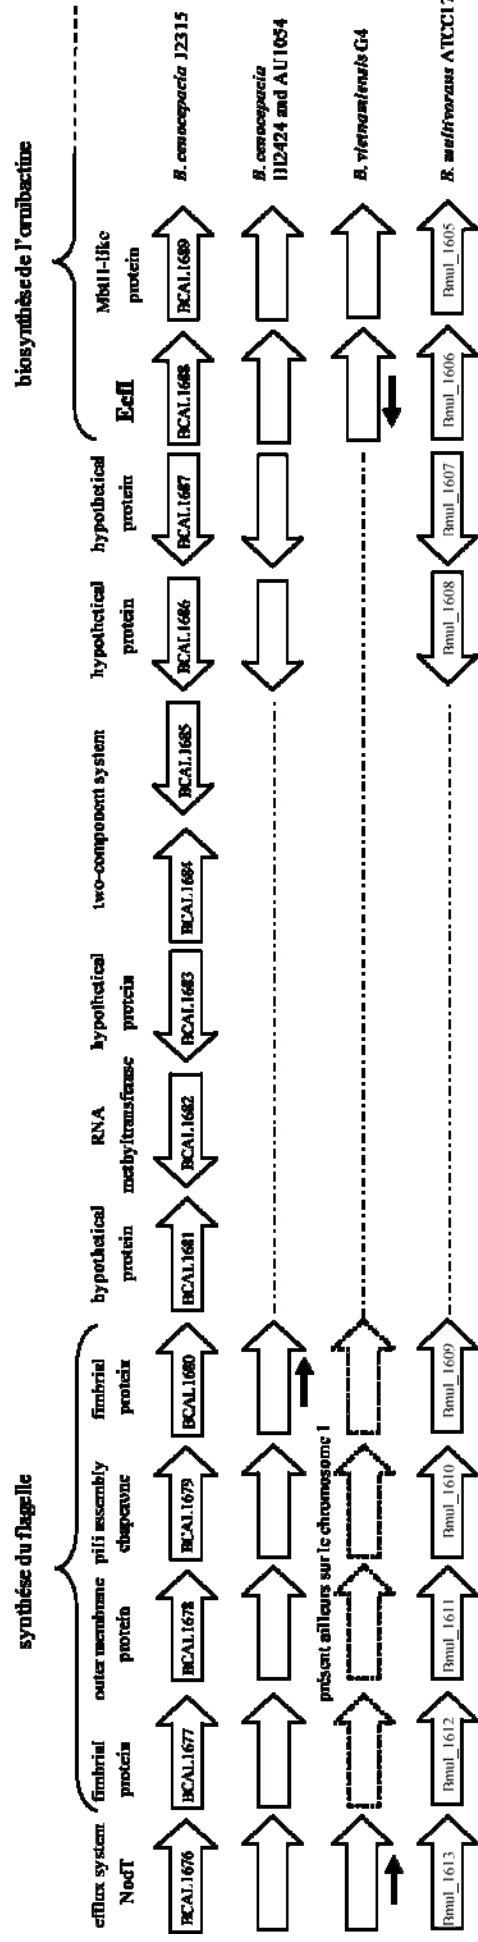 synthèse du flagelle
biosynthèse de l'ornibactine
efflux system
NodT
fimbrial
protein
outer membrane
protein
pili assembly
chaperone
fimbrial
protein
hypothetical
protein
RNA
methyltransferase
hypothetical
protein
two-component system
hypothetical
protein
hypothetical
protein
EcfI
MbtH-like
protein
BCAL1676
BCAL1677
BCAL1678
BCAL1679
BCAL1680
BCAL1681
BCAL1682
BCAL1683
BCAL1684
BCAL1685
BCAL1686
BCAL1687
BCAL1688
BCAL1689
B. cenocepacia J2315
B. cenocepacia
HI2424 and AU1054
présent ailleurs sur le chromosome 1
B. vietnamiensis G4
Bmul_1613
Bmul_1612
Bmul_1611
Bmul_1610
Bmul_1609
Bmul_1608
Bmul_1607
Bmul_1606
Bmul_1605
B. multivorans